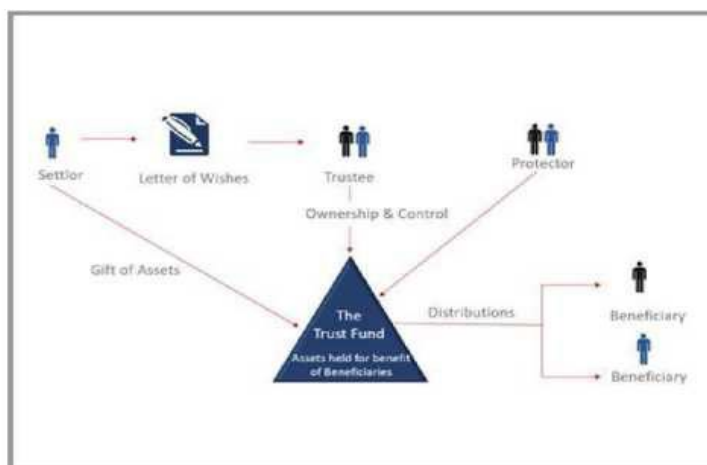 Settlor
Letter of Wishes
Trustee
Protector
Ownership & Control
Gift of Assets
The
Trust Fund
Assets held for benefit
of Beneficiaries
Distributions
Beneficiary
Beneficiary